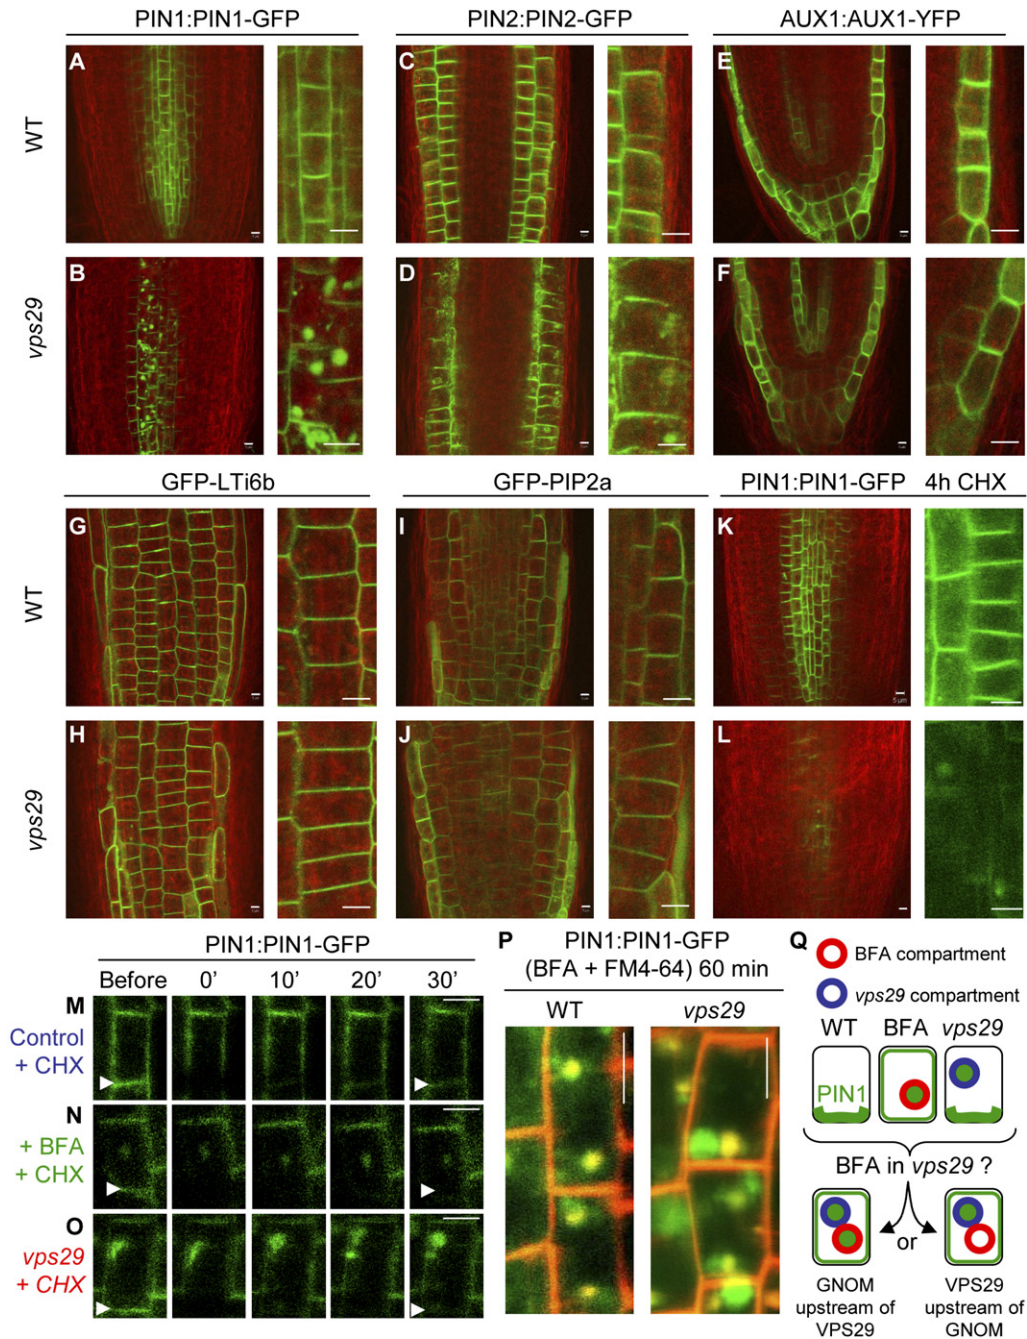 PIN1:PIN1-GFP
PIN2:PIN2-GFP
AUX1:AUX1-YFP
WT
A
C
E
vps29
B
D
F
GFP-LTi6b
GFP-PIP2a
PIN1:PIN1-GFP 4h CHX
WT
G
I
K
5 µm
vps29
H
J
L
PIN1:PIN1-GFP
Before 0' 10' 20' 30'
M
Control
+ CHX
N
+ BFA
+ CHX
O
vps29
+ CHX
P
PIN1:PIN1-GFP
(BFA + FM4-64) 60 min
WT
vps29
Q
BFA compartment
vps29 compartment
WT BFA vps29
PIN1
BFA in vps29 ?
or
GNOM
upstream of
VPS29
VPS29
upstream of
GNOM